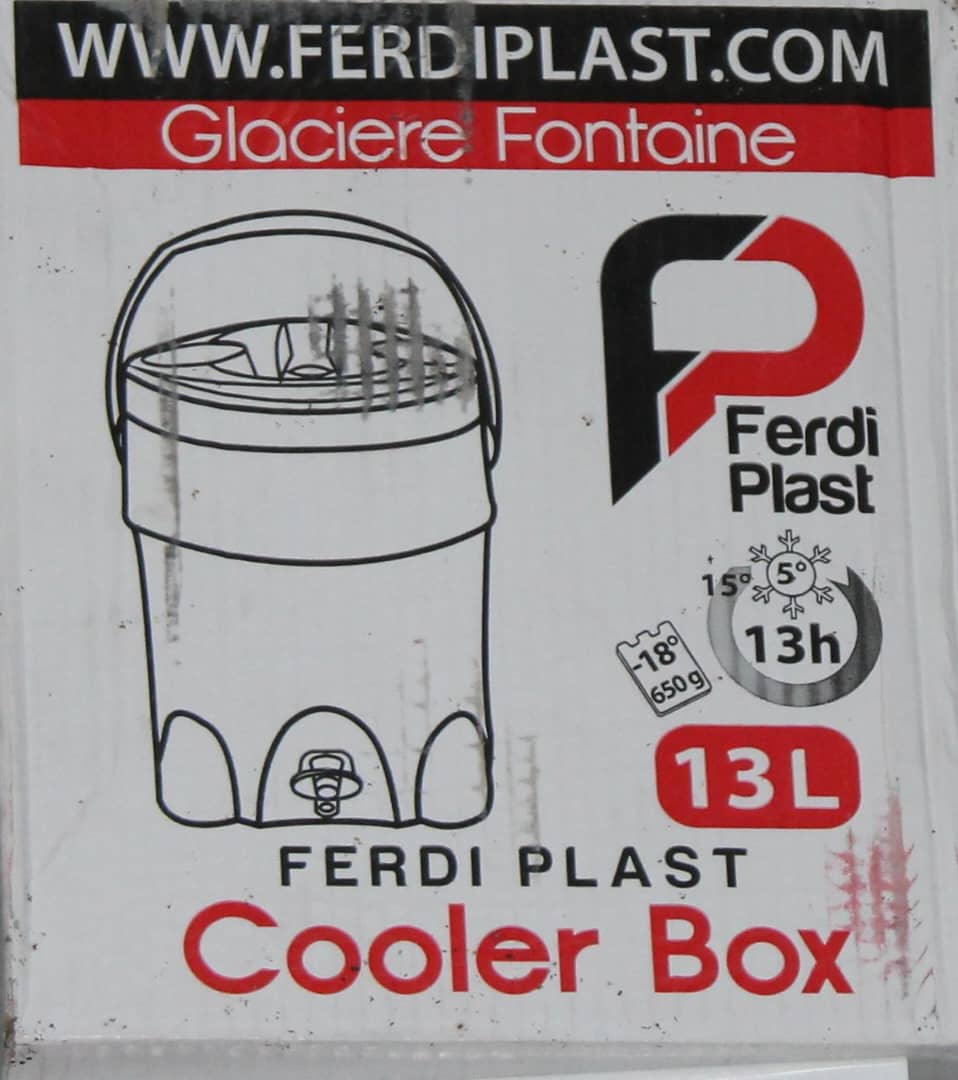 WWW.FERDIPLAST.COM
Glaciere Fontaine
Ferdi
Plast
15° 5°
13h
-18°
650g
13L
FERDI PLAST
Cooler Box